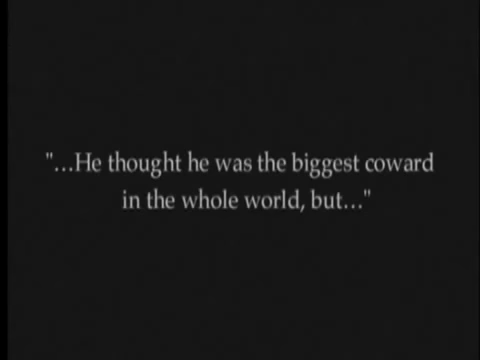 "...He thought he was the biggest coward
in the whole world, but..."